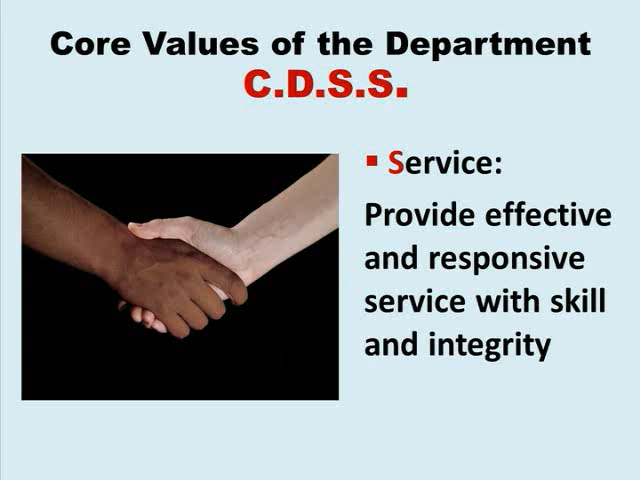 Core Values of the Department
C.D.S.S.
▪ Service:
Provide effective
and responsive
service with skill
and integrity